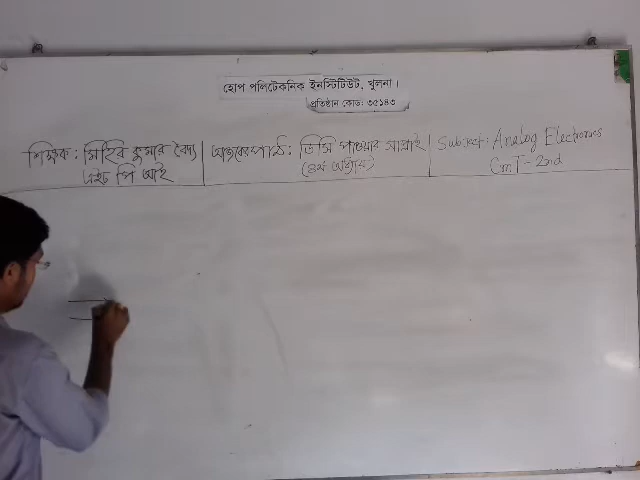 হোপ পলিটেকনিক ইনস্টিটিউট, খুলনা।
প্রতিষ্ঠান কোড: ৩৫১৪৩
শিক্ষক: মিহির কুমার বৈদ্য
এইচ পি আই
আজকের পাঠ: ডিসি পাওয়ার সাপ্লাই
(৪র্থ অধ্যায়)
Subject: Analog Electronics
CmT-2nd